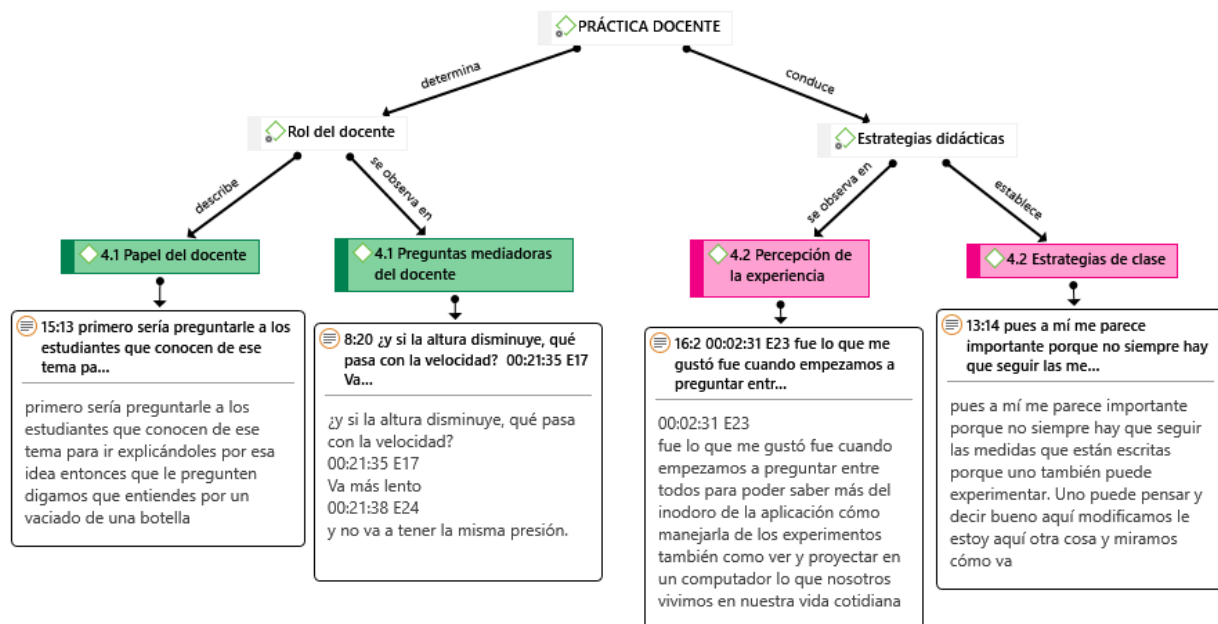 PRÁCTICA DOCENTE
determina
conduce
Rol del docente
Estrategias didácticas
describe
se observa en
se observa en
establece
4.1 Papel del docente
4.1 Preguntas mediadoras
del docente
4.2 Percepción de
la experiencia
4.2 Estrategias de clase
15:13 primero sería preguntarle a los
estudiantes que conocen de ese
tema pa...
primero sería preguntarle a los
estudiantes que conocen de ese
tema para ir explicándoles por esa
idea entonces que le pregunten
digamos que entiendes por un
vaciado de una botella
8:20 ¿y si la altura disminuye, qué
pasa con la velocidad? 00:21:35 E17
Va...
¿y si la altura disminuye, qué pasa
con la velocidad?
00:21:35 E17
Va más lento
00:21:38 E24
y no va a tener la misma presión.
16:2 00:02:31 E23 fue lo que me
gustó fue cuando empezamos a
preguntar entr...
00:02:31 E23
fue lo que me gustó fue cuando
empezamos a preguntar entre
todos para poder saber más del
inodoro de la aplicación cómo
manejarla de los experimentos
también como ver y proyectar en
un computador lo que nosotros
vivimos en nuestra vida cotidiana
13:14 pues a mí me parece
importante porque no siempre hay
que seguir las me...
pues a mí me parece importante
porque no siempre hay que seguir
las medidas que están escritas
porque uno también puede
experimentar. Uno puede pensar y
decir bueno aquí modificamos le
estoy aquí otra cosa y miramos
cómo va